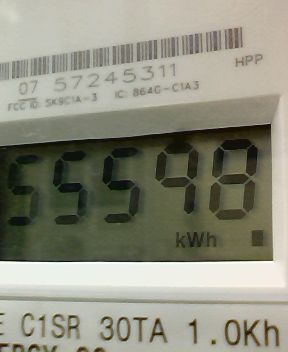 07 57245311
HPP
FCC ID: SK9C1A-3 IC: 864G-C1A3
55598
kWh
C1SR 30TA 1.0Kh